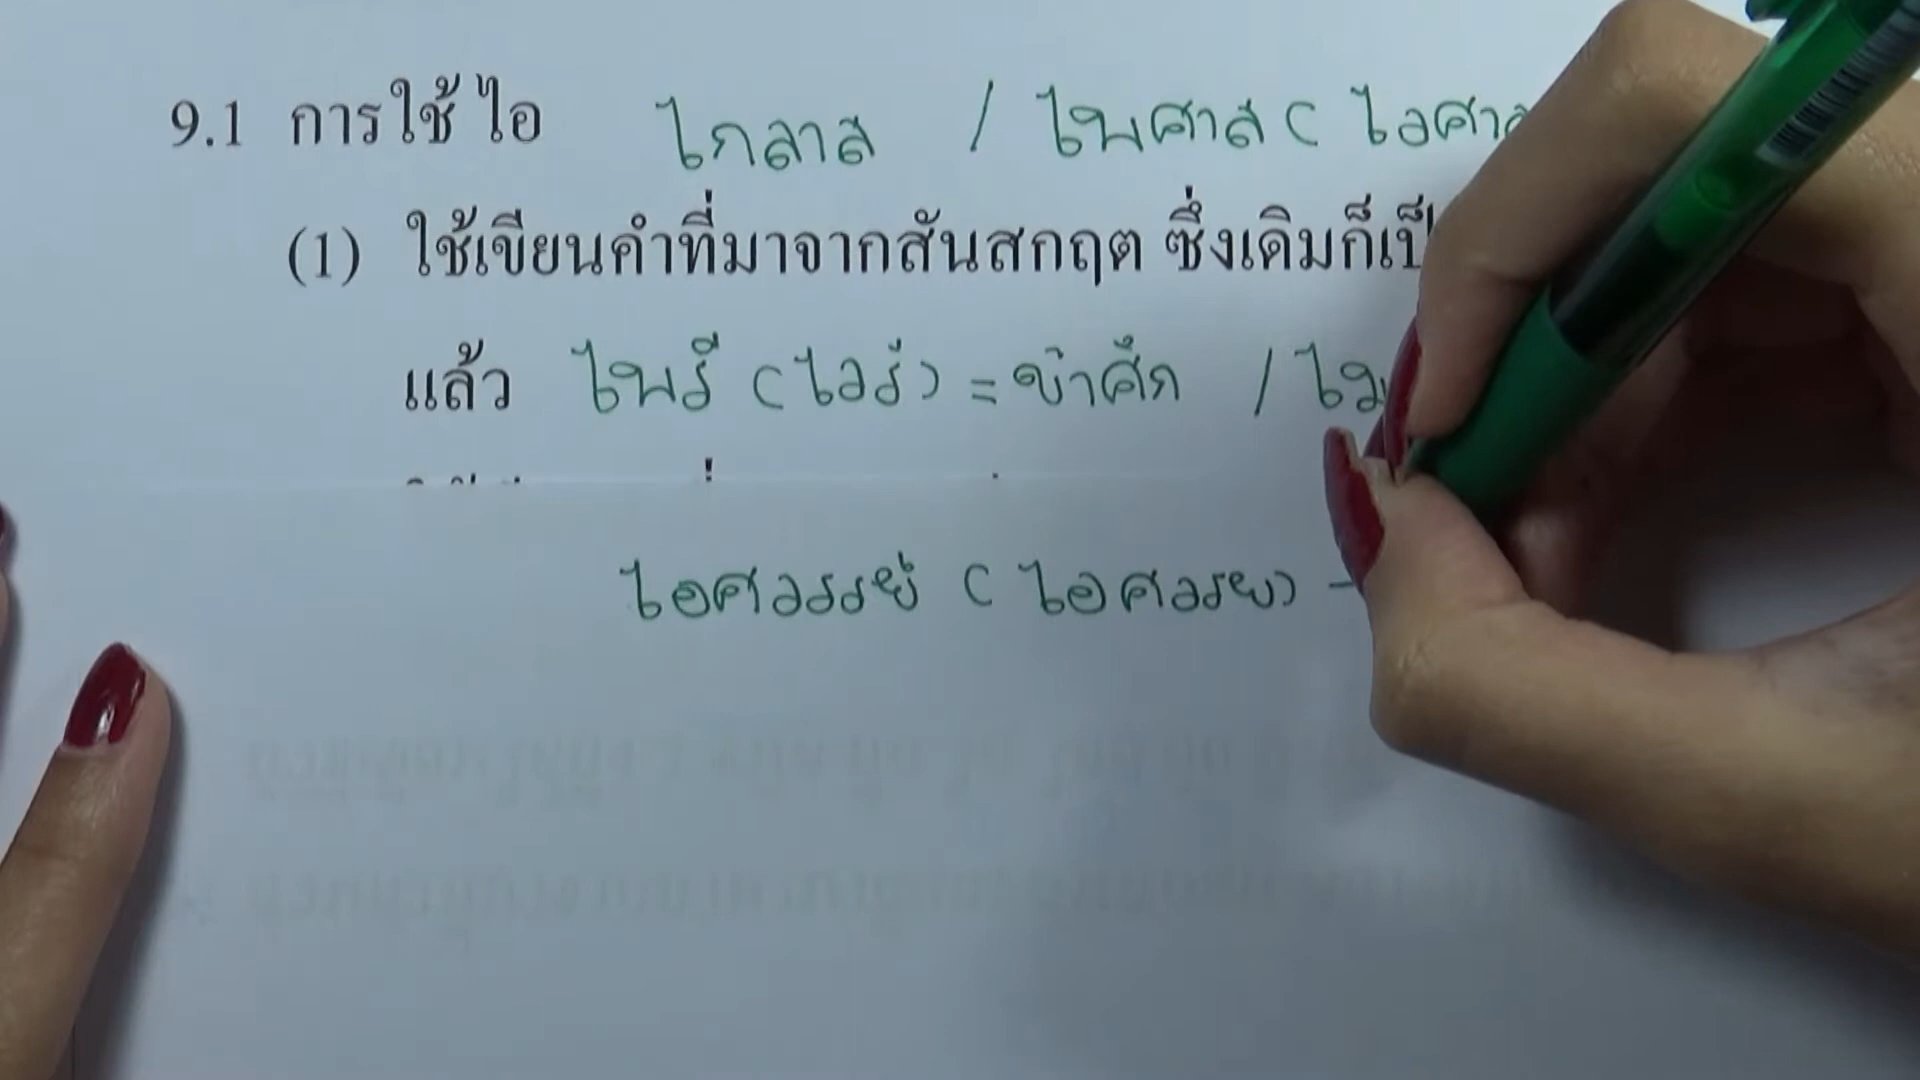 9.1 การใช้ ไอ ไกลาส / ไพศาล ( ไวศาล
(1) ใช้เขียนคำที่มาจากสันสกฤต ซึ่งเดิมก็เป็
แล้ว ไพรี (ไวรี) = ข้าศึก /
ไอศวรรย์ ( ไอศวรย) -